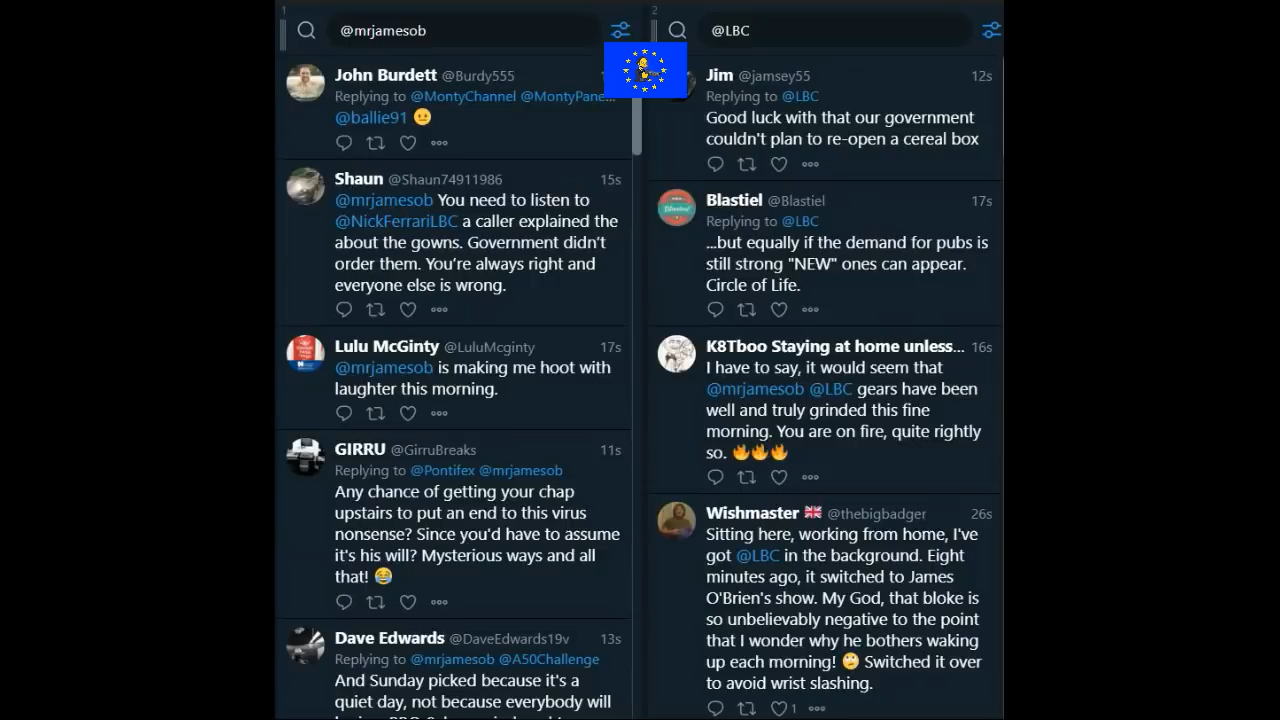 1
@mrjamesob
John Burdett @Burdy555
Replying to @MontyChannel @MontyPane...
@ballie91 😐
Shaun @Shaun74911986 15s
@mrjamesob You need to listen to
@NickFerrariLBC a caller explained the
about the gowns. Government didn't
order them. You're always right and
everyone else is wrong.
Lulu McGinty @LuluMcginty 17s
@mrjamesob is making me hoot with
laughter this morning.
GIRRU @GirruBreaks 11s
Replying to @Pontifex @mrjamesob
Any chance of getting your chap
upstairs to put an end to this virus
nonsense? Since you'd have to assume
it's his will? Mysterious ways and all
that! 😂
Dave Edwards @DaveEdwards19v 13s
Replying to @mrjamesob @A50Challenge
And Sunday picked because it's a
quiet day, not because everybody will
2
@LBC
Jim @jamsey55 12s
Replying to @LBC
Good luck with that our government
couldn't plan to re-open a cereal box
Blastiel @Blastiel 17s
Replying to @LBC
...but equally if the demand for pubs is
still strong "NEW" ones can appear.
Circle of Life.
K8Tboo Staying at home unless... 16s
I have to say, it would seem that
@mrjamesob @LBC gears have been
well and truly grinded this fine
morning. You are on fire, quite rightly
so. 🔥🔥🔥
Wishmaster 🇬🇧 @thebigbadger 26s
Sitting here, working from home, I've
got @LBC in the background. Eight
minutes ago, it switched to James
O'Brien's show. My God, that bloke is
so unbelievably negative to the point
that I wonder why he bothers waking
up each morning! 🙄 Switched it over
to avoid wrist slashing.
1